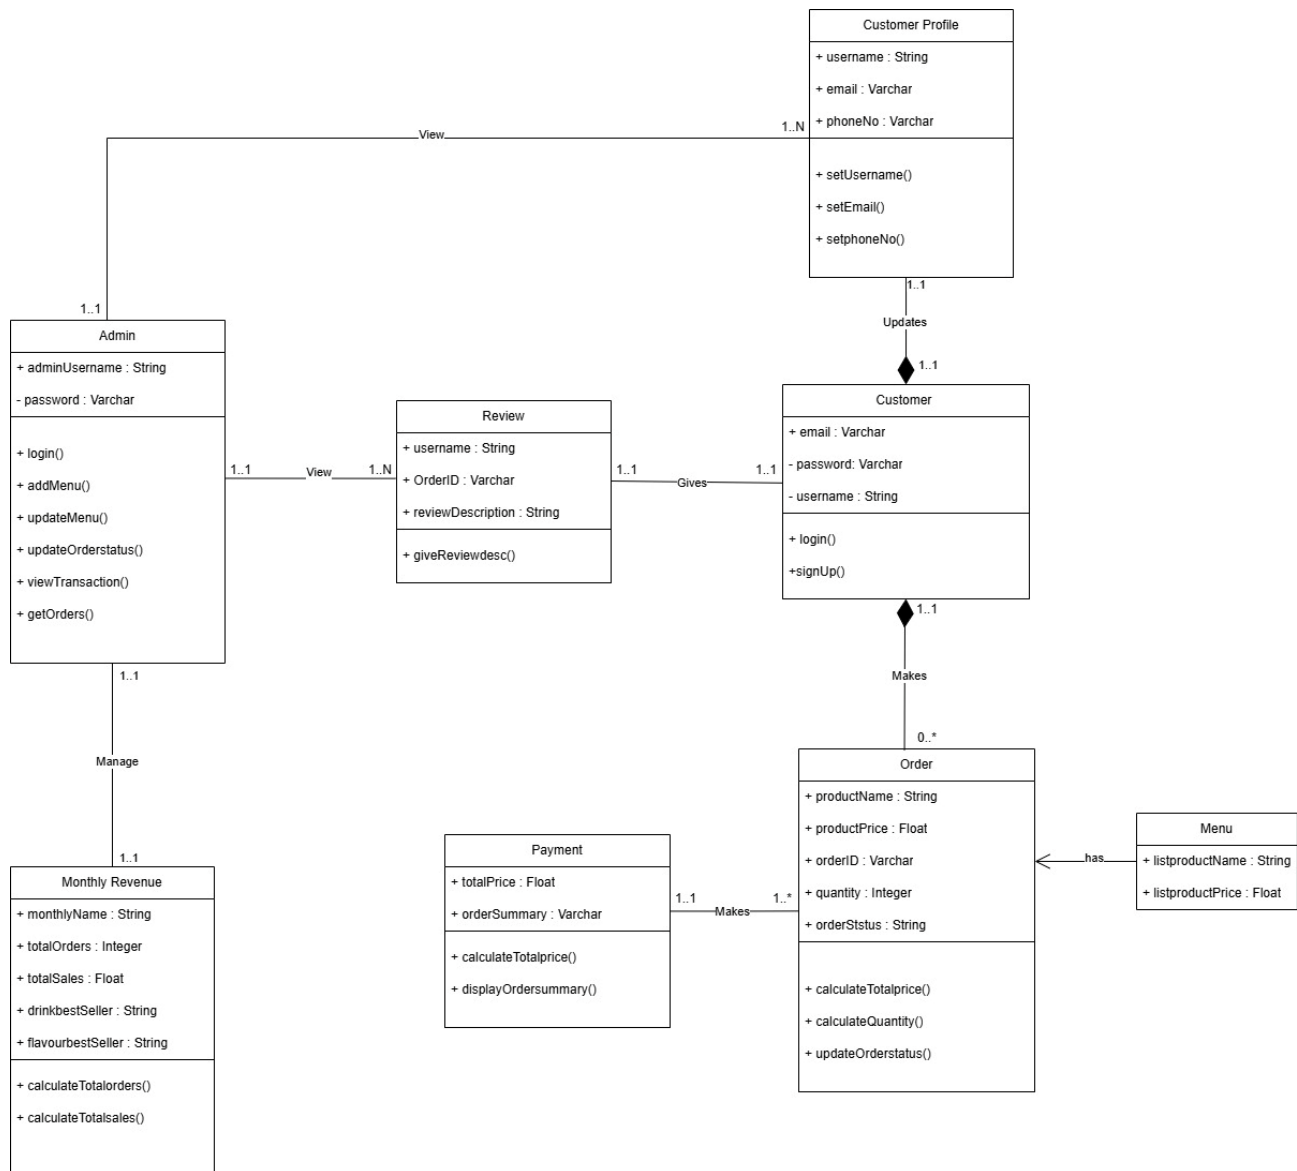 Customer Profile
+ username : String
+ email : Varchar
+ phoneNo : Varchar
+ setUsername()
+ setEmail()
+ setphoneNo()
View
1..N
1..1
1..1
Updates
1..1
Admin
+ adminUsername : String
- password : Varchar
+ login()
+ addMenu()
+ updateMenu()
+ updateOrderstatus()
+ viewTransaction()
+ getOrders()
1..1
View
1..N
Review
+ username : String
+ OrderID : Varchar
+ reviewDescription : String
+ giveReviewdesc()
1..1
Gives
1..1
Customer
+ email : Varchar
- password: Varchar
- username : String
+ login()
+signUp()
1..1
Makes
0..*
1..1
Manage
1..1
Monthly Revenue
+ monthlyName : String
+ totalOrders : Integer
+ totalSales : Float
+ drinkbestSeller : String
+ flavourbestSeller : String
+ calculateTotalorders()
+ calculateTotalsales()
Payment
+ totalPrice : Float
+ orderSummary : Varchar
+ calculateTotalprice()
+ displayOrdersummary()
1..1
Makes
1..*
Order
+ productName : String
+ productPrice : Float
+ orderID : Varchar
+ quantity : Integer
+ orderStstus : String
+ calculateTotalprice()
+ calculateQuantity()
+ updateOrderstatus()
has
Menu
+ listproductName : String
+ listproductPrice : Float